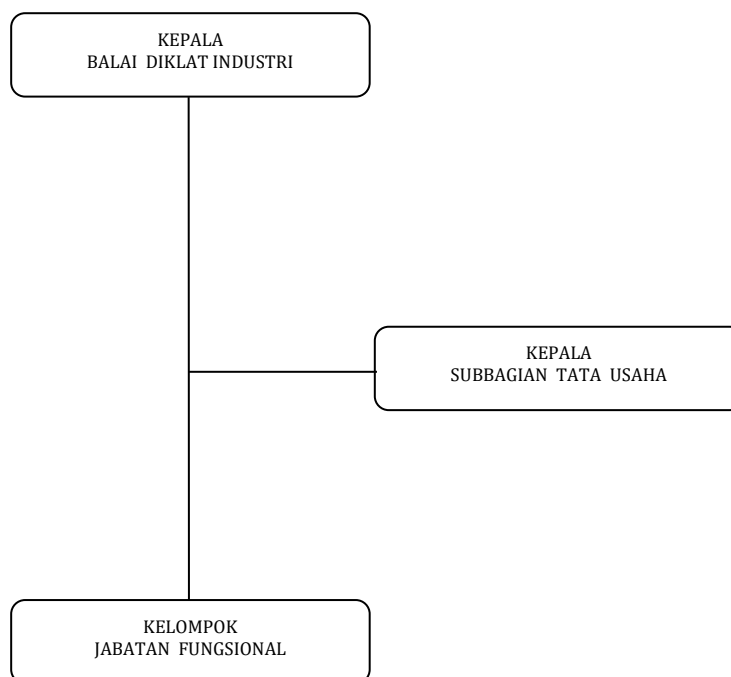 KEPALA
BALAI DIKLAT INDUSTRI
KEPALA
SUBBAGIAN TATA USAHA
KELOMPOK
JABATAN FUNGSIONAL